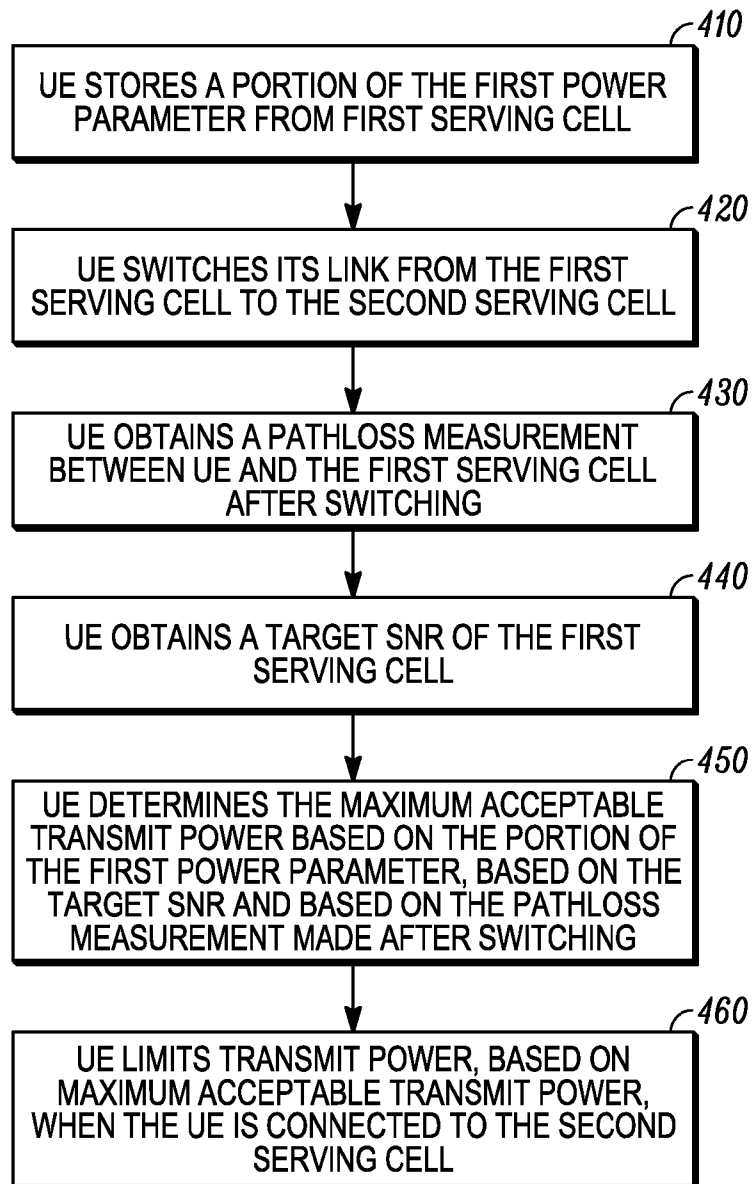 410
UE STORES A PORTION OF THE FIRST POWER
PARAMETER FROM FIRST SERVING CELL
420
UE SWITCHES ITS LINK FROM THE FIRST
SERVING CELL TO THE SECOND SERVING CELL
430
UE OBTAINS A PATHLOSS MEASUREMENT
BETWEEN UE AND THE FIRST SERVING CELL
AFTER SWITCHING
440
UE OBTAINS A TARGET SNR OF THE FIRST
SERVING CELL
450
UE DETERMINES THE MAXIMUM ACCEPTABLE
TRANSMIT POWER BASED ON THE PORTION OF
THE FIRST POWER PARAMETER, BASED ON THE
TARGET SNR AND BASED ON THE PATHLOSS
MEASUREMENT MADE AFTER SWITCHING
460
UE LIMITS TRANSMIT POWER, BASED ON
MAXIMUM ACCEPTABLE TRANSMIT POWER,
WHEN THE UE IS CONNECTED TO THE SECOND
SERVING CELL